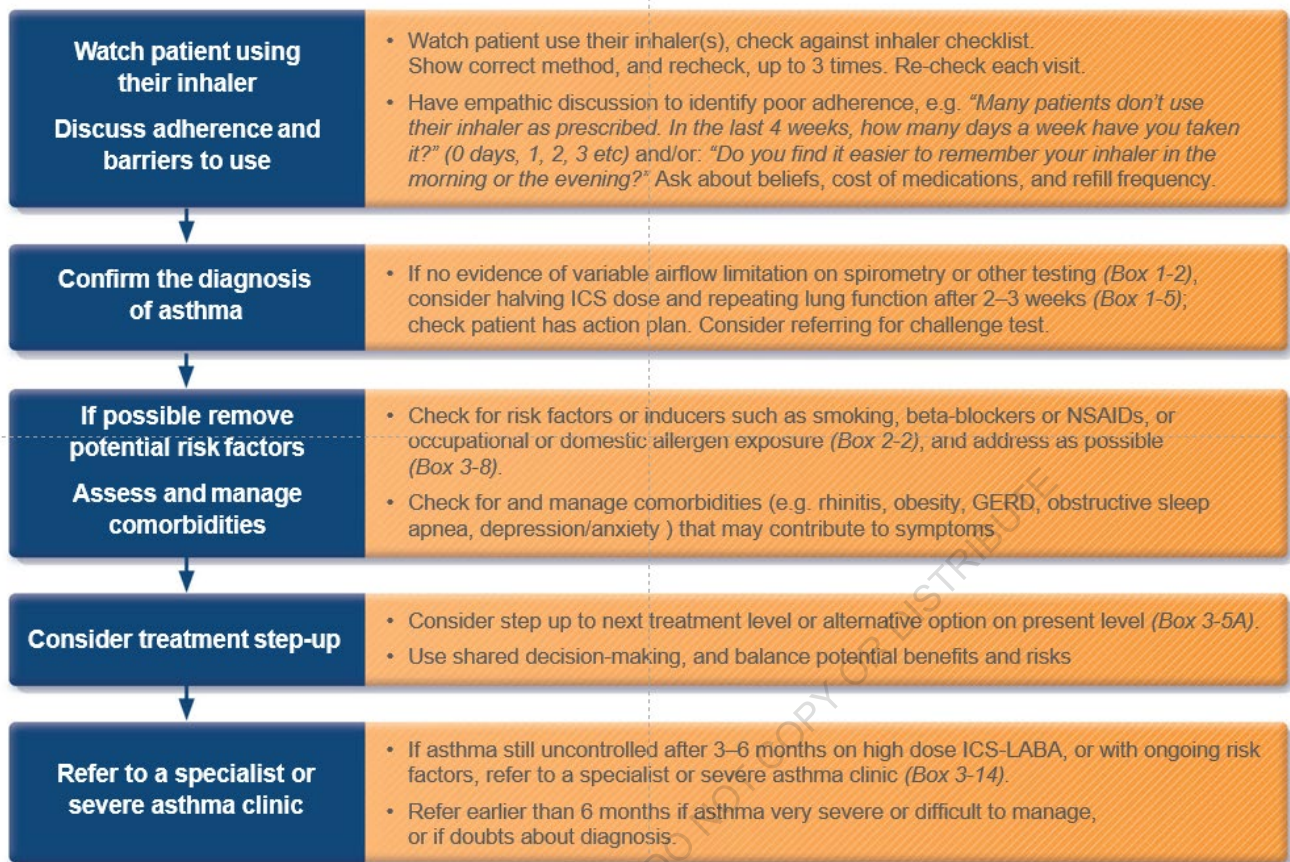 Watch patient using
their inhaler
Discuss adherence and
barriers to use
• Watch patient use their inhaler(s), check against inhaler checklist.
Show correct method, and recheck, up to 3 times. Re-check each visit.
• Have empathic discussion to identify poor adherence, e.g. “Many patients don’t use
their inhaler as prescribed. In the last 4 weeks, how many days a week have you taken
it?” (0 days, 1, 2, 3 etc) and/or: “Do you find it easier to remember your inhaler in the
morning or the evening?” Ask about beliefs, cost of medications, and refill frequency.
Confirm the diagnosis
of asthma
• If no evidence of variable airflow limitation on spirometry or other testing (Box 1-2),
consider halving ICS dose and repeating lung function after 2–3 weeks (Box 1-5);
check patient has action plan. Consider referring for challenge test.
If possible remove
potential risk factors
Assess and manage
comorbidities
• Check for risk factors or inducers such as smoking, beta-blockers or NSAIDs, or
occupational or domestic allergen exposure (Box 2-2), and address as possible
(Box 3-8).
• Check for and manage comorbidities (e.g. rhinitis, obesity, GERD, obstructive sleep
apnea, depression/anxiety ) that may contribute to symptoms
Consider treatment step-up
• Consider step up to next treatment level or alternative option on present level (Box 3-5A).
• Use shared decision-making, and balance potential benefits and risks
Refer to a specialist or
severe asthma clinic
• If asthma still uncontrolled after 3–6 months on high dose ICS-LABA, or with ongoing risk
factors, refer to a specialist or severe asthma clinic (Box 3-14).
• Refer earlier than 6 months if asthma very severe or difficult to manage,
or if doubts about diagnosis.
DO NOT COPY OR DISTRIBUTE